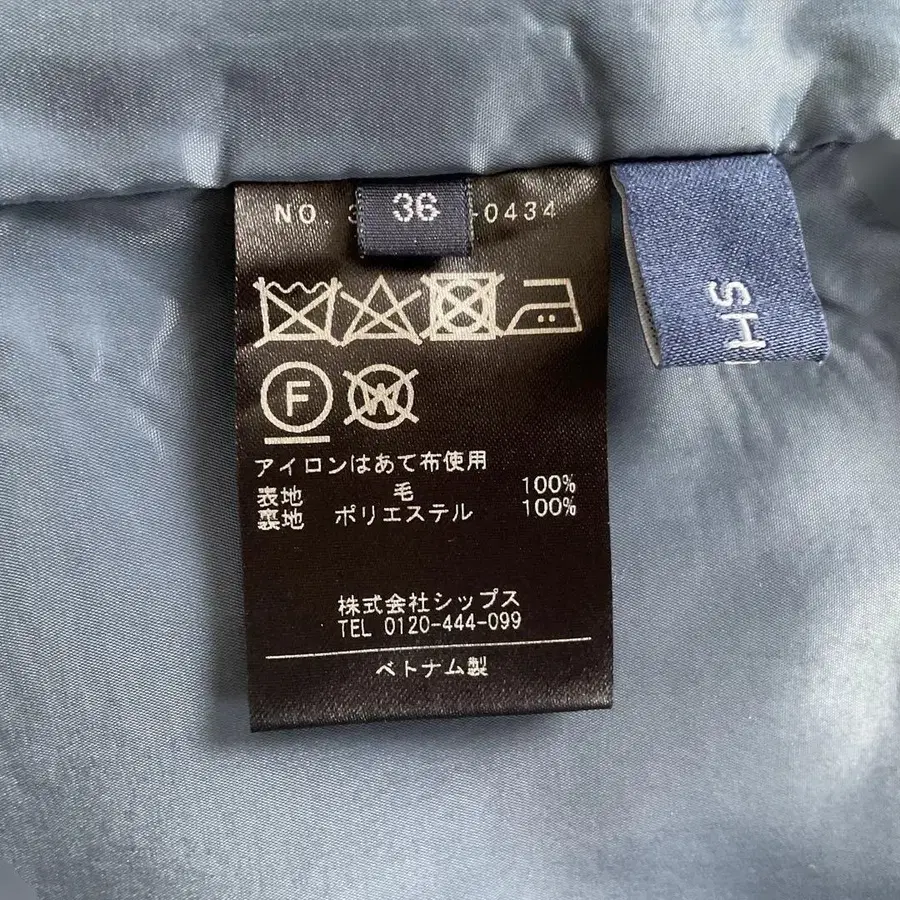 NO. 3 -0434
36
SH
F
W
アイロンはあて布使用
表地 毛 100%
裏地 ポリエステル 100%
株式会社シップス
TEL 0120-444-099
ベトナム製